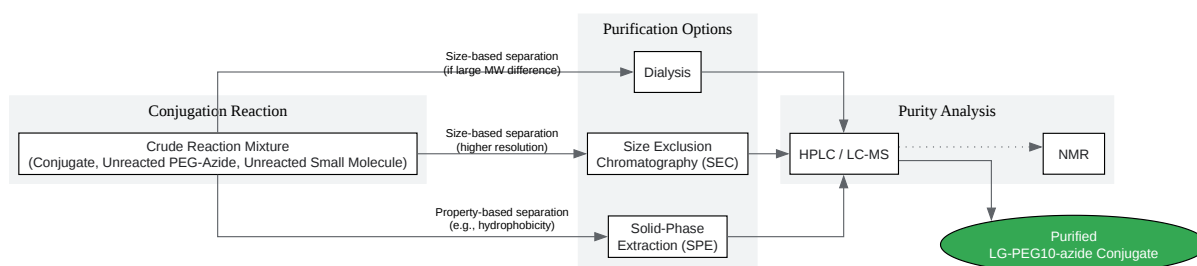 Purification Options
Size-based separation
(if large MW difference)
Dialysis
Conjugation Reaction
Purity Analysis
Crude Reaction Mixture
(Conjugate, Unreacted PEG-Azide, Unreacted Small Molecule)
Size-based separation
(higher resolution)
Size Exclusion
Chromatography (SEC)
HPLC / LC-MS
NMR
Property-based separation
(e.g., hydrophobicity)
Solid-Phase
Extraction (SPE)
Purified
LG-PEG10-azide Conjugate